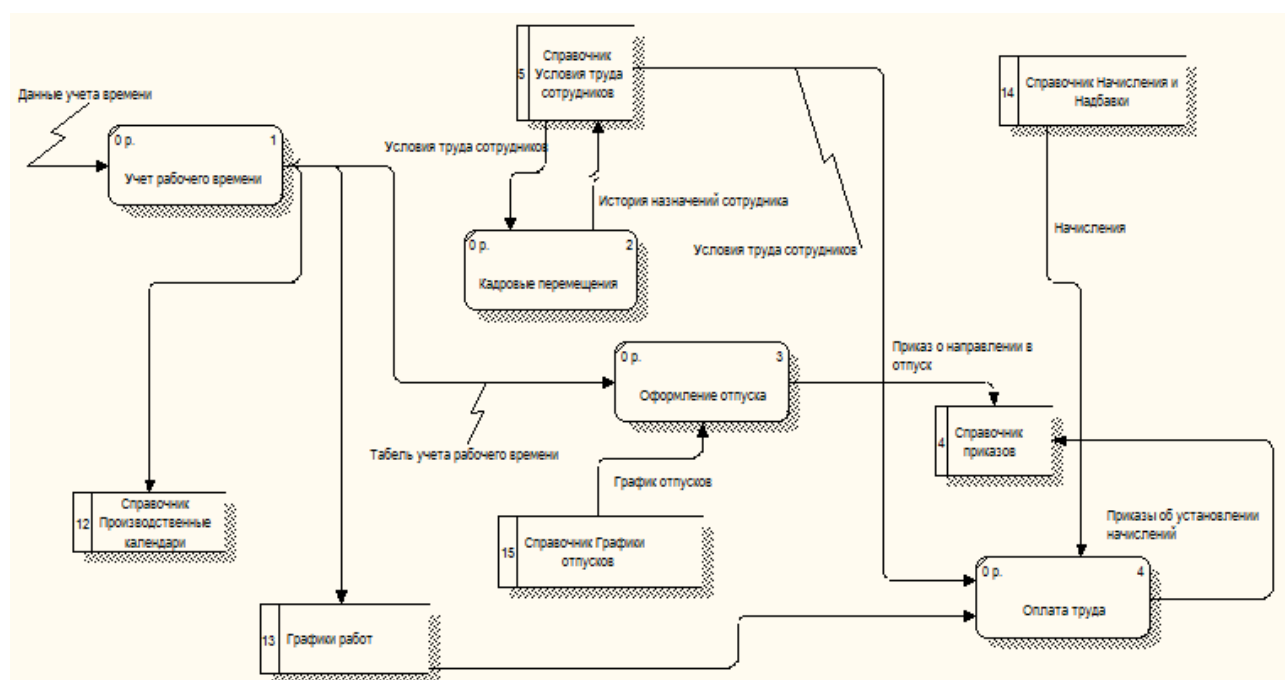 Данные учета времени
0 р.
1
Учет рабочего времени
5
Справочник
Условия труда
сотрудников
14
Справочник Начисления и
Надбавки
Условия труда сотрудников
История назначений сотрудника
Условия труда сотрудников
Начисления
0 р.
2
Кадровые перемещения
0 р.
3
Оформление отпуска
Приказ о направлении в
отпуск
4
Справочник
приказов
Табель учета рабочего времени
График отпусков
12
Справочник
Производственные
календари
15
Справочник Графики
отпусков
Приказы об установлении
начислений
0 р.
4
Оплата труда
13
Графики работ